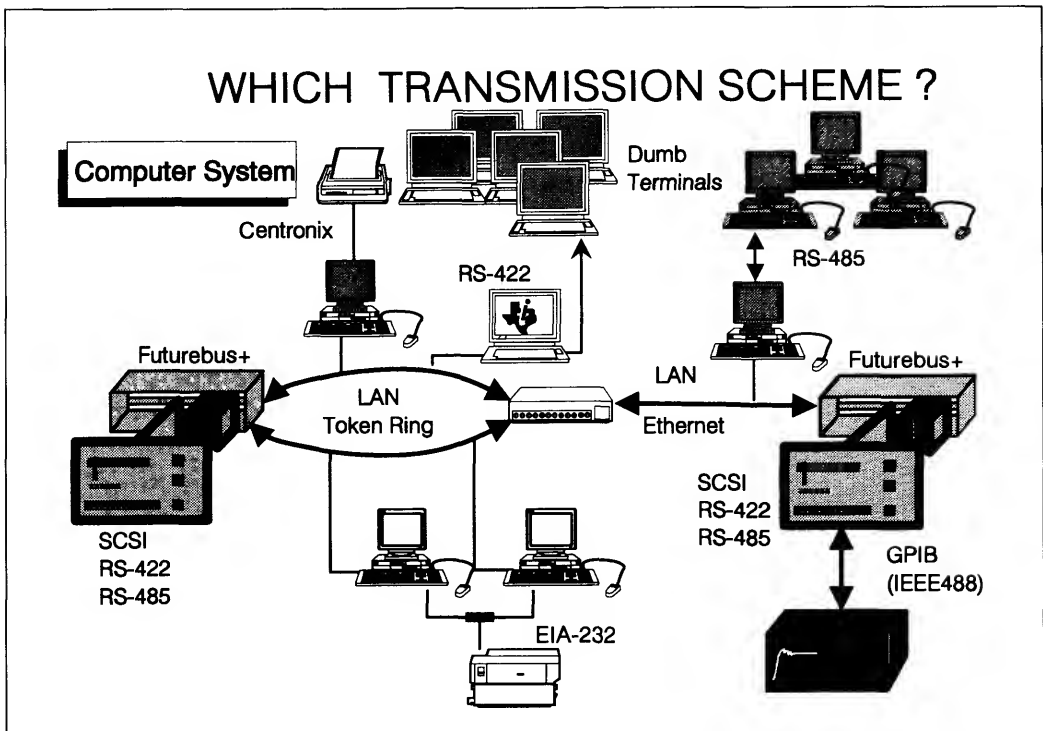 WHICH TRANSMISSION SCHEME ?
Computer System
Centronix
Dumb
Terminals
RS-422
RS-485
Futurebus+
LAN
Token Ring
LAN
Ethernet
Futurebus+
SCSI
RS-422
RS-485
SCSI
RS-422
RS-485
GPIB
(IEEE488)
EIA-232